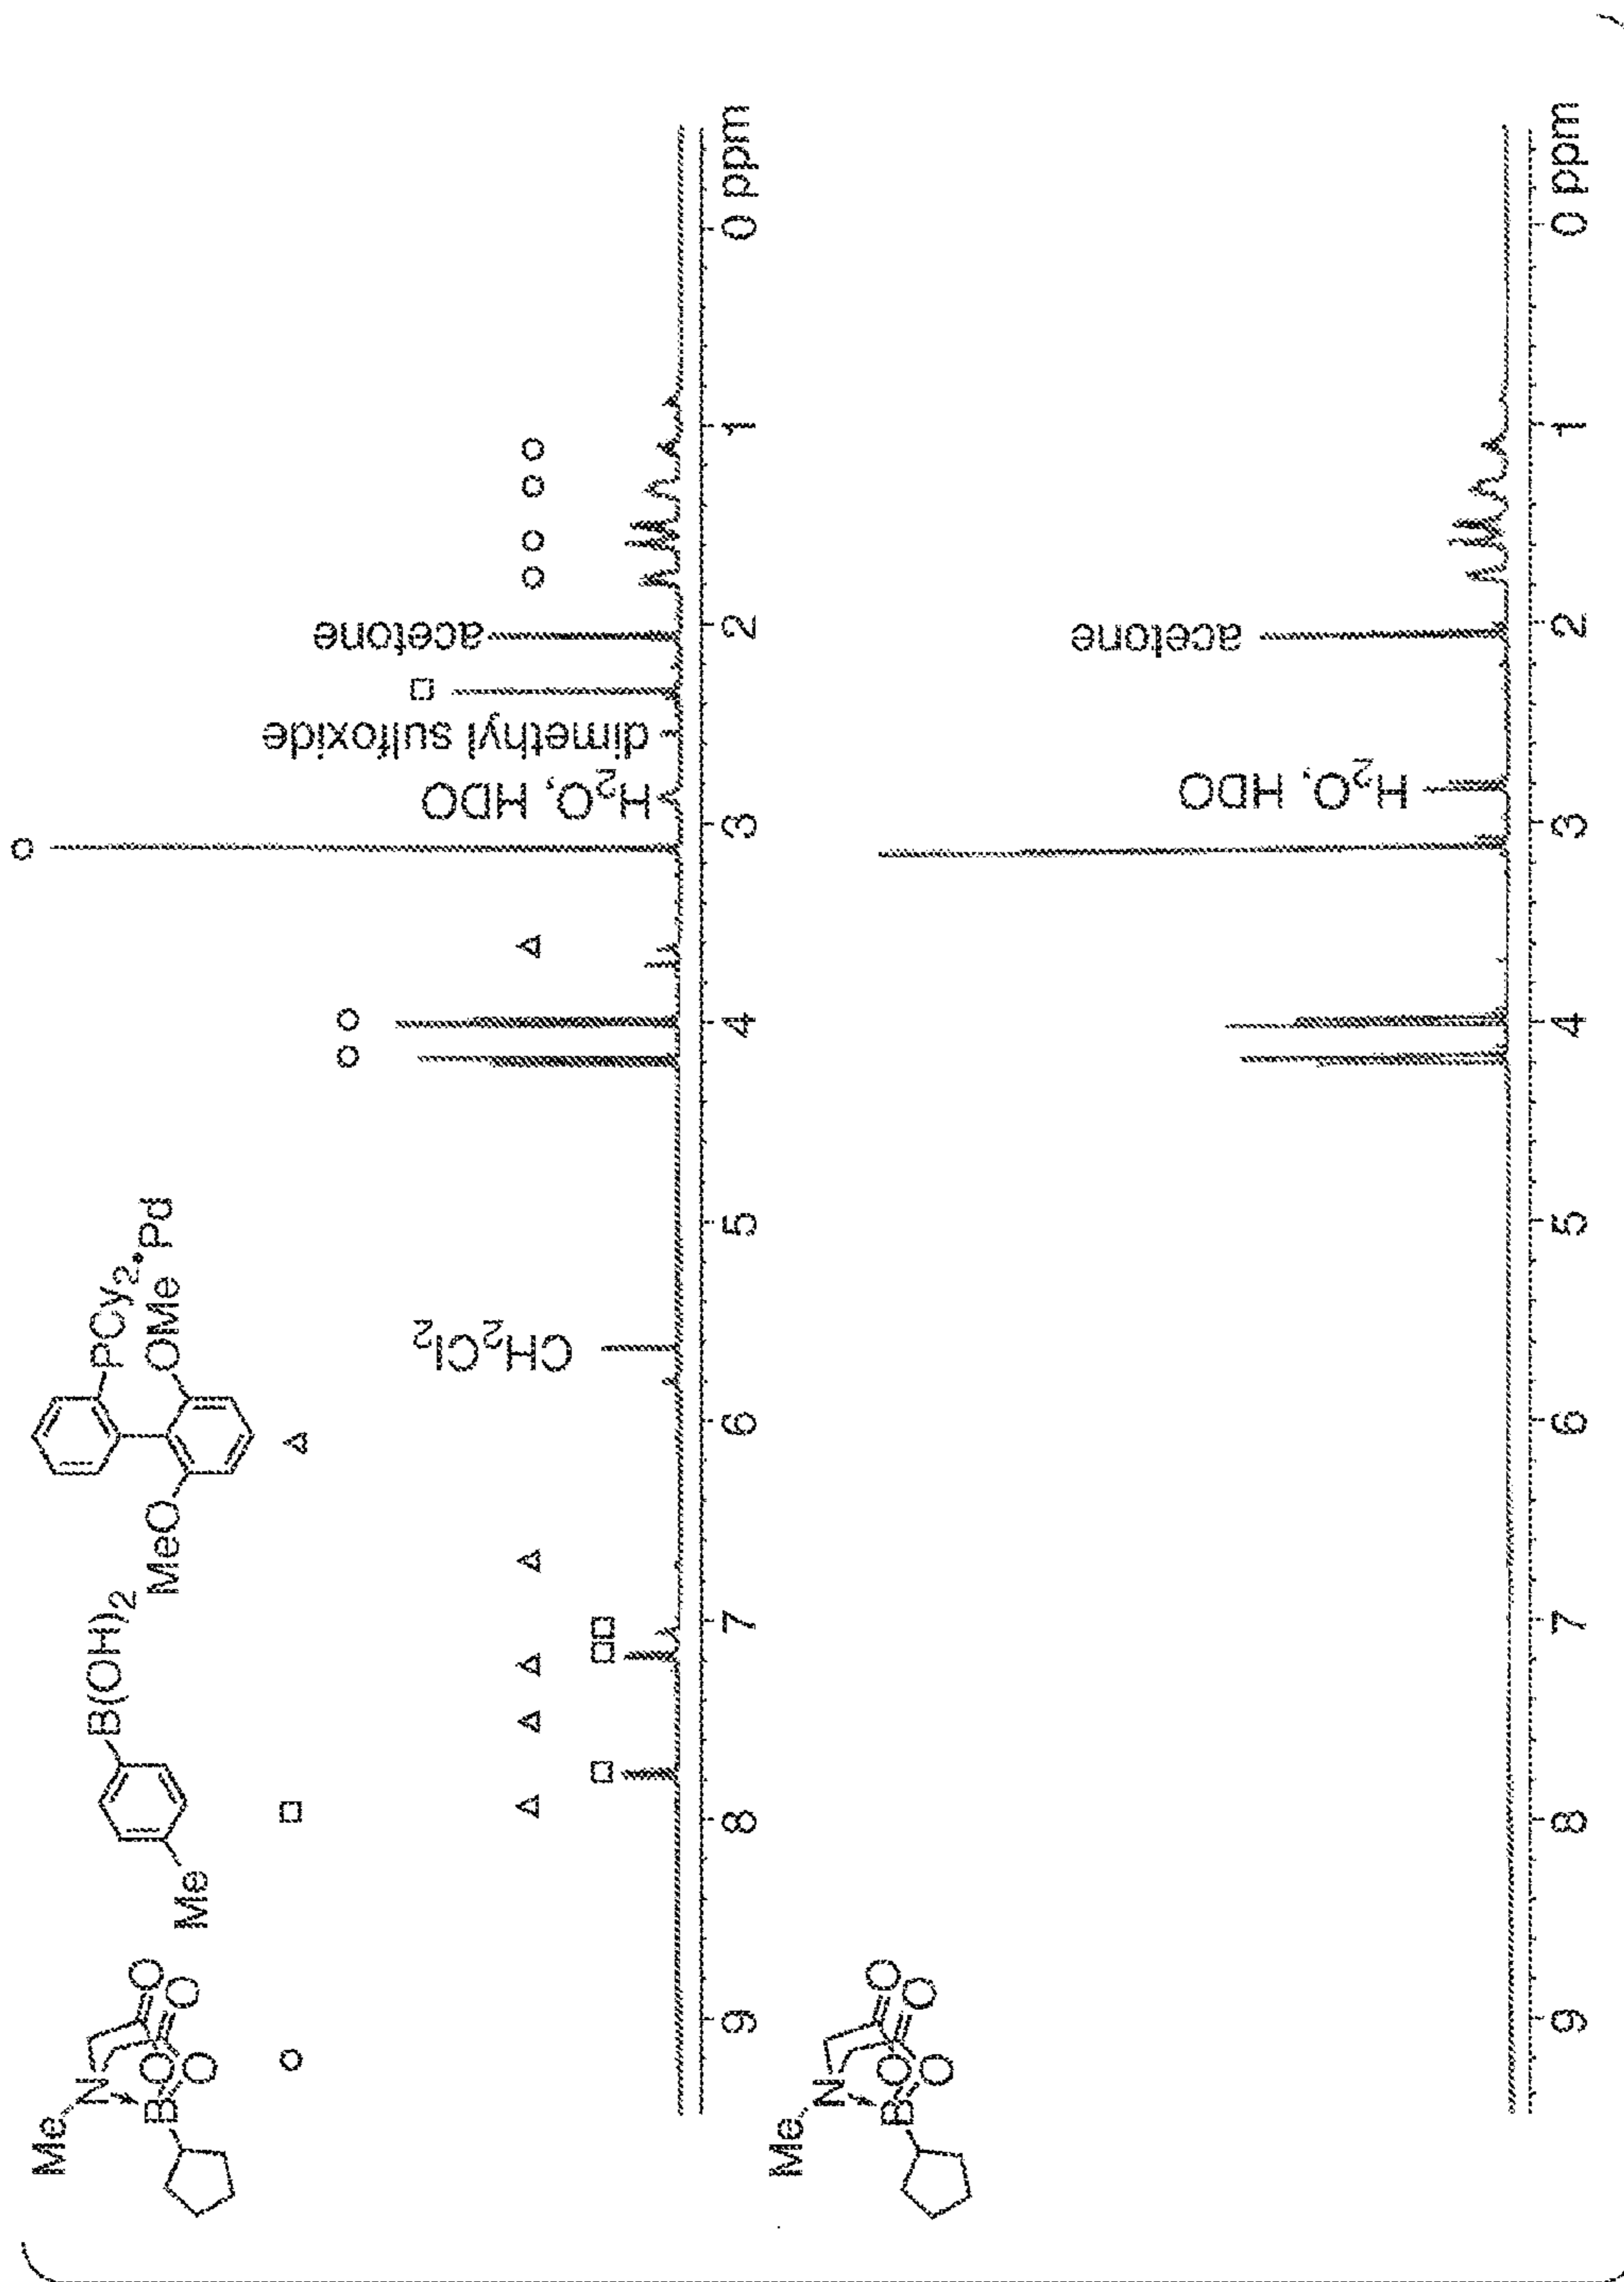 Me
N
B
O
O
O
O
Me
B(OH)2
MeO
PCy2•Pd
OMe
CH2Cl2
H2O, HDO
dimethyl sulfoxide
acetone
9 8 7 6 5 4 3 2 1 0 ppm
Me
N
B
O
O
O
O
H2O, HDO
acetone
9 8 7 6 5 4 3 2 1 0 ppm